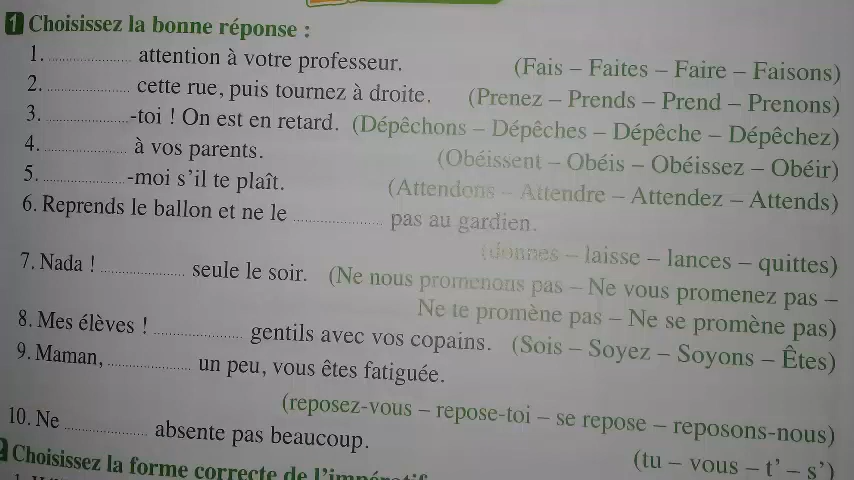 1 Choisissez la bonne réponse :
1. .................. attention à votre professeur. (Fais – Faites – Faire – Faisons)
2. .................. cette rue, puis tournez à droite. (Prenez – Prends – Prend – Prenons)
3. ..................-toi ! On est en retard. (Dépêchons – Dépêches – Dépêche – Dépêchez)
4. .................. à vos parents. (Obéissent – Obéis – Obéissez – Obéir)
5. ..................-moi s'il te plaît. (Attendons – Attendre – Attendez – Attends)
6. Reprends le ballon et ne le .................. pas au gardien.
(donnes – laisse – lances – quittes)
7. Nada ! .................. seule le soir. (Ne nous promenons pas – Ne vous promenez pas –
Ne te promène pas – Ne se promène pas)
8. Mes élèves ! .................. gentils avec vos copains. (Sois – Soyez – Soyons – Êtes)
9. Maman, .................. un peu, vous êtes fatiguée.
(reposez-vous – repose-toi – se repose – reposons-nous)
10. Ne .................. absente pas beaucoup.
(tu – vous – t' – s')
Choisissez la forme correcte de l'impératif